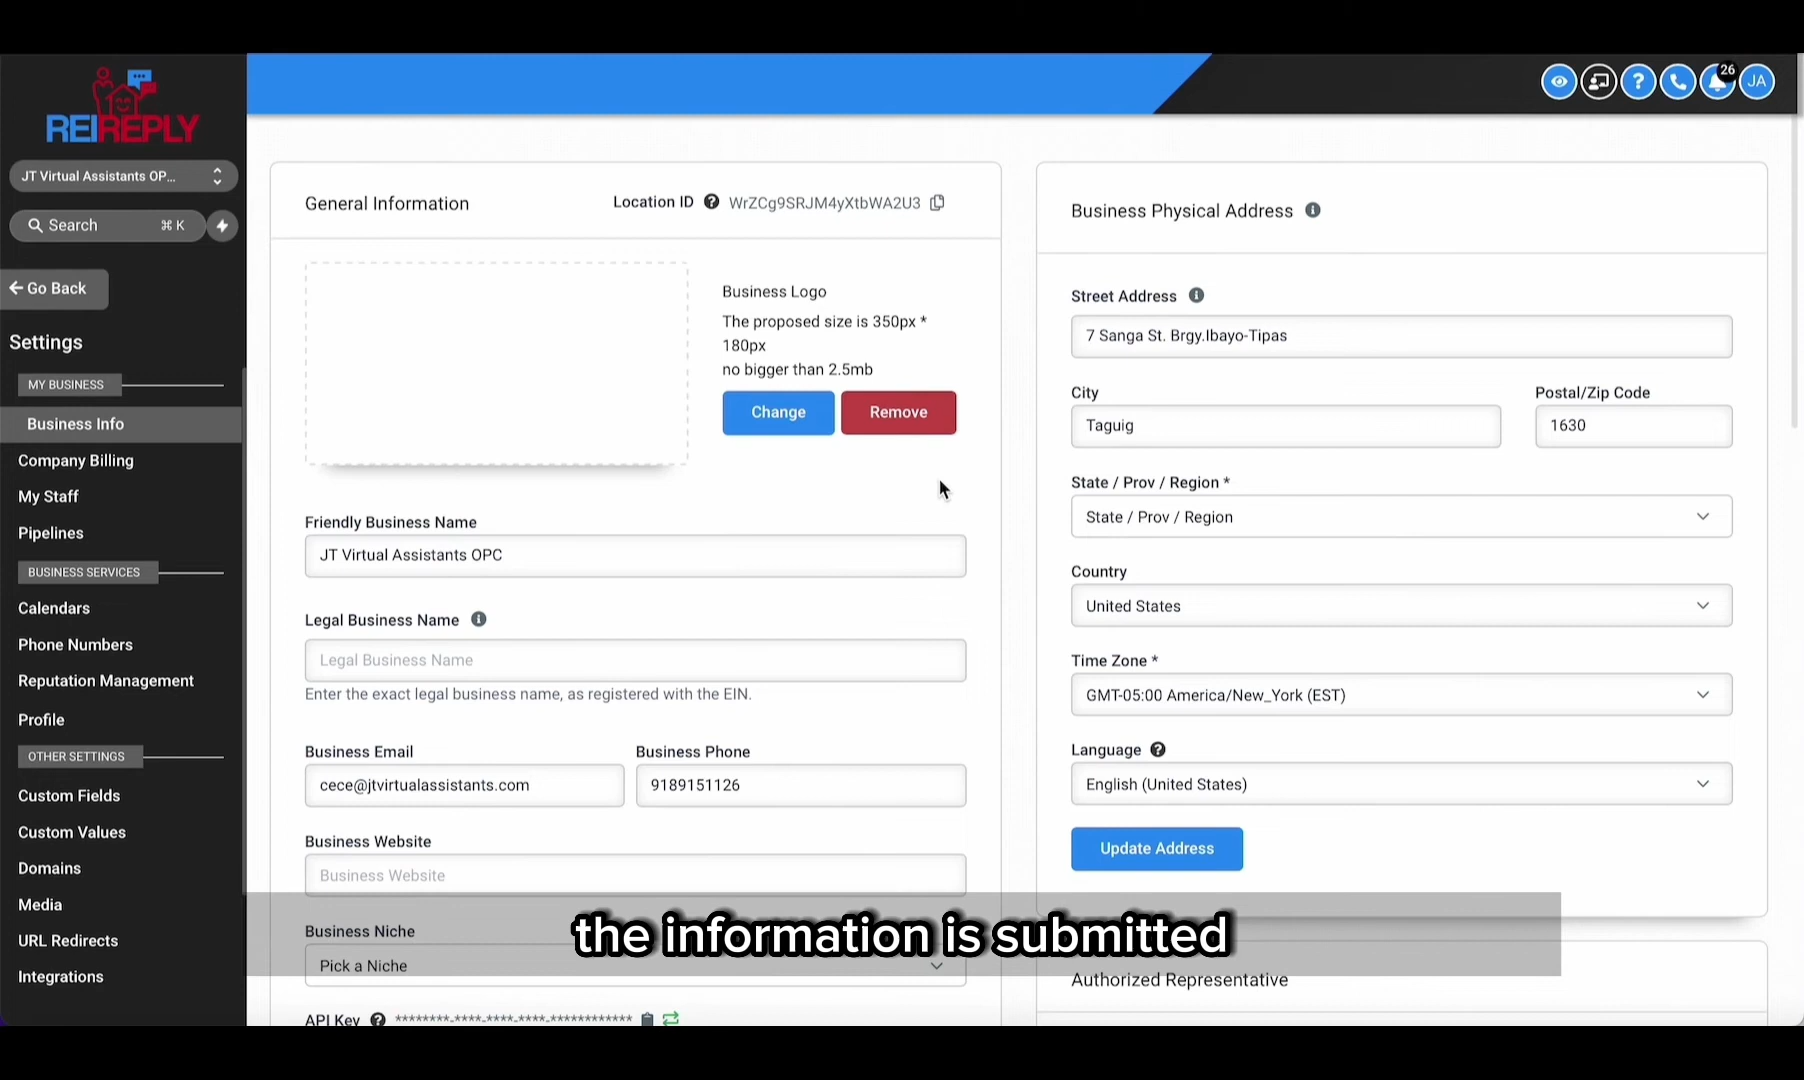 REIREPLY
JT Virtual Assistants OP...
Search ⌘ K
Go Back
Settings
MY BUSINESS
Business Info
Company Billing
My Staff
Pipelines
BUSINESS SERVICES
Calendars
Phone Numbers
Reputation Management
Profile
OTHER SETTINGS
Custom Fields
Custom Values
Domains
Media
URL Redirects
Integrations
26
JA
General Information
Location ID WrZCg9SRJM4yXtbWA2U3
Business Logo
The proposed size is 350px *
180px
no bigger than 2.5mb
Change Remove
Friendly Business Name
JT Virtual Assistants OPC
Legal Business Name
Legal Business Name
Enter the exact legal business name, as registered with the EIN.
Business Email Business Phone
cece@jtvirtualassistants.com 9189151126
Business Website
Business Website
Business Niche
Pick a Niche
API Key ********-****-****-****-************
Business Physical Address
Street Address
7 Sanga St. Brgy.Ibayo-Tipas
City Postal/Zip Code
Taguig 1630
State / Prov / Region *
State / Prov / Region
Country
United States
Time Zone *
GMT-05:00 America/New_York (EST)
Language
English (United States)
Update Address
Authorized Representative
the information is submitted